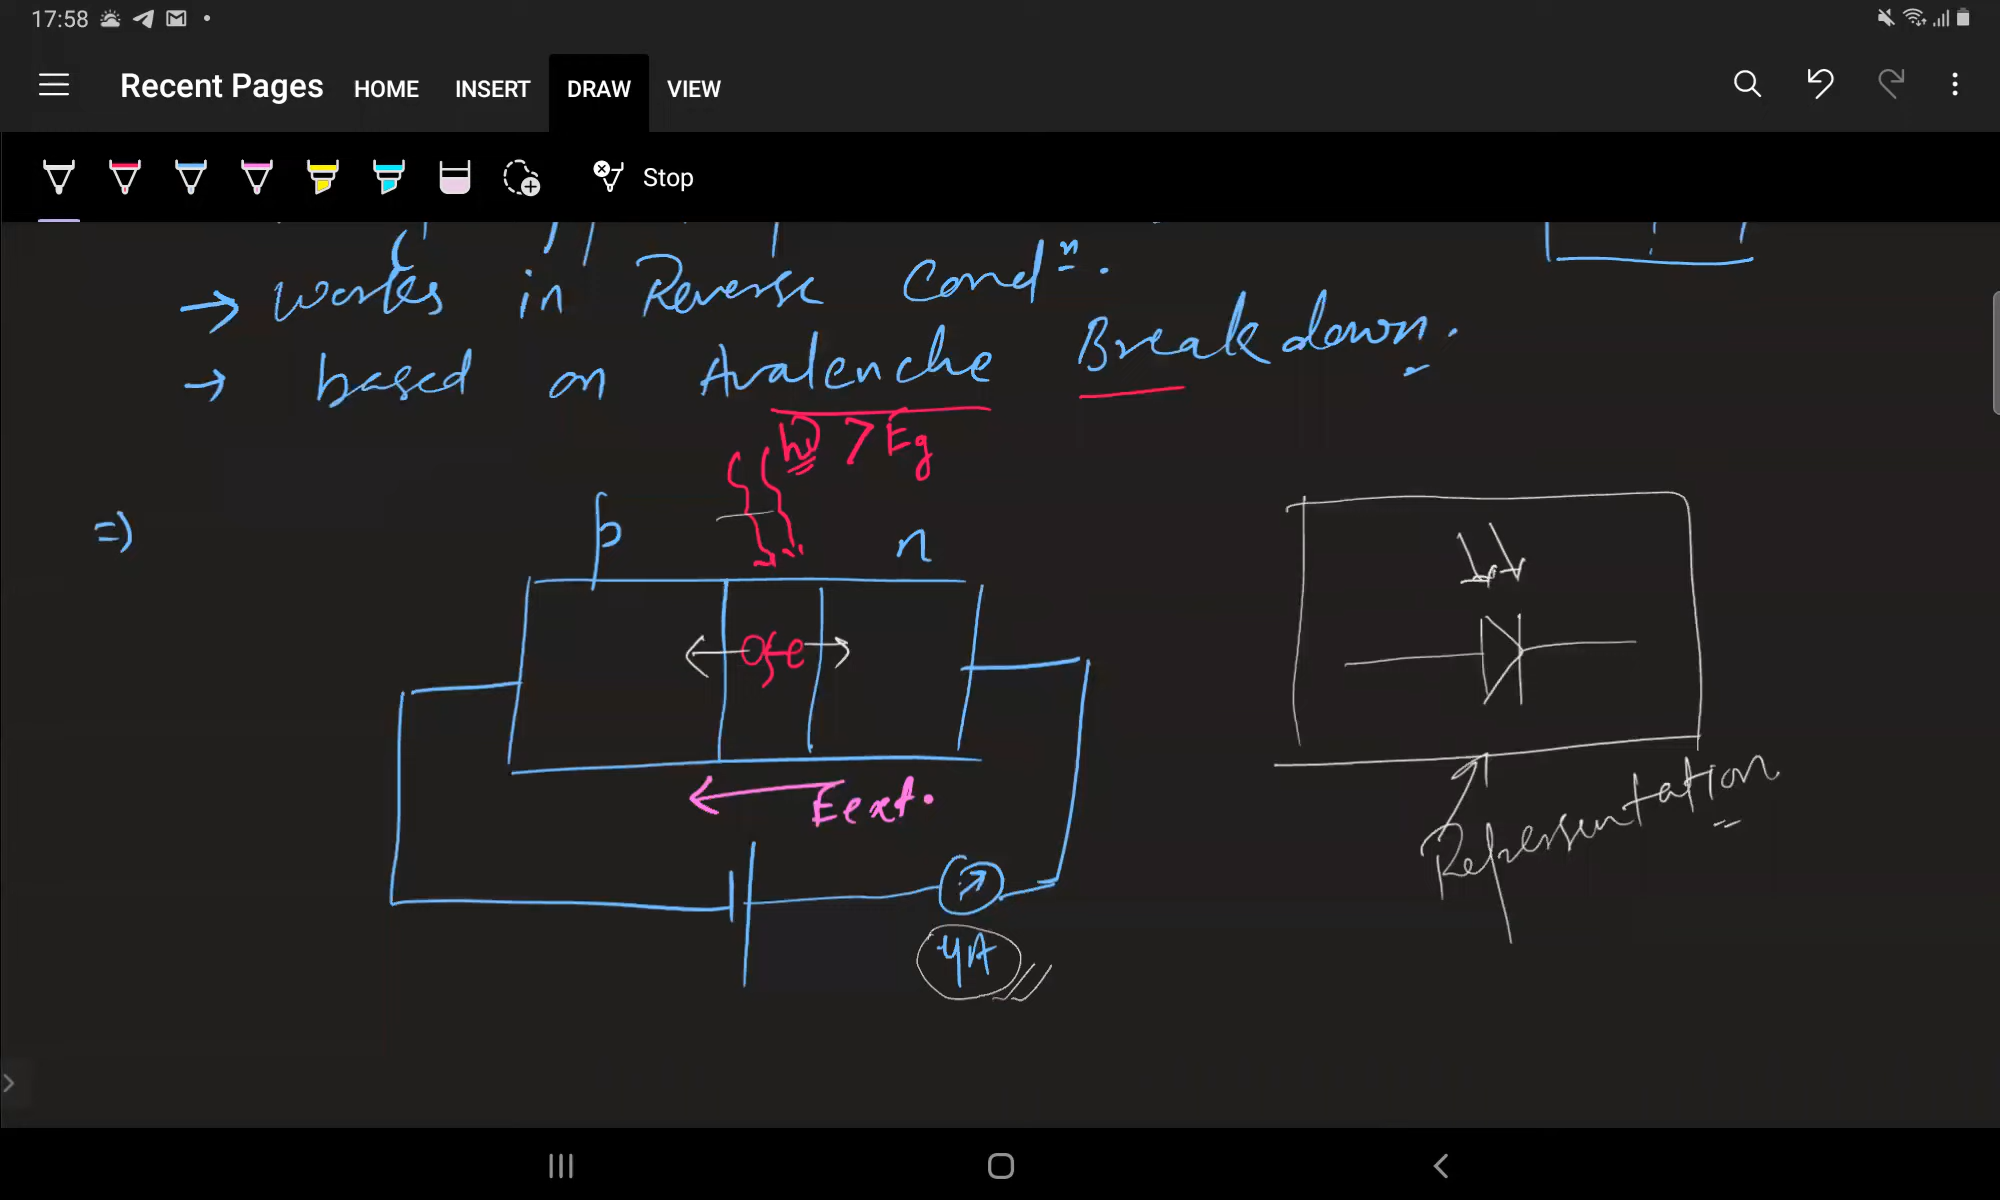 17:58
Recent Pages HOME INSERT DRAW VIEW
Stop
→ works in Reverse Condⁿ.
→ based on Avalenche Breakdown.
hν > Eg
⇒ p n
O e
Eext.
μA
Representation